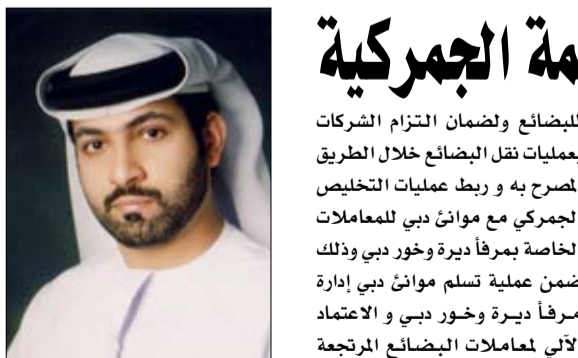 الجمركية
للبضائع ولضمان التزام الشركات
بعمليات نقل البضائع خلال الطريق
المصرح به و ربط عمليات التخليص
الجمركي مع موانئ دبي للمعاملات
الخاصة بمرفأ ديرة وخور دبي وذلك
ضمن عملية تسلم موانئ دبي إدارة
مرفأ ديرة وخور دبي و الاعتماد
الآلي لمعاملات البضائع المرتجعة